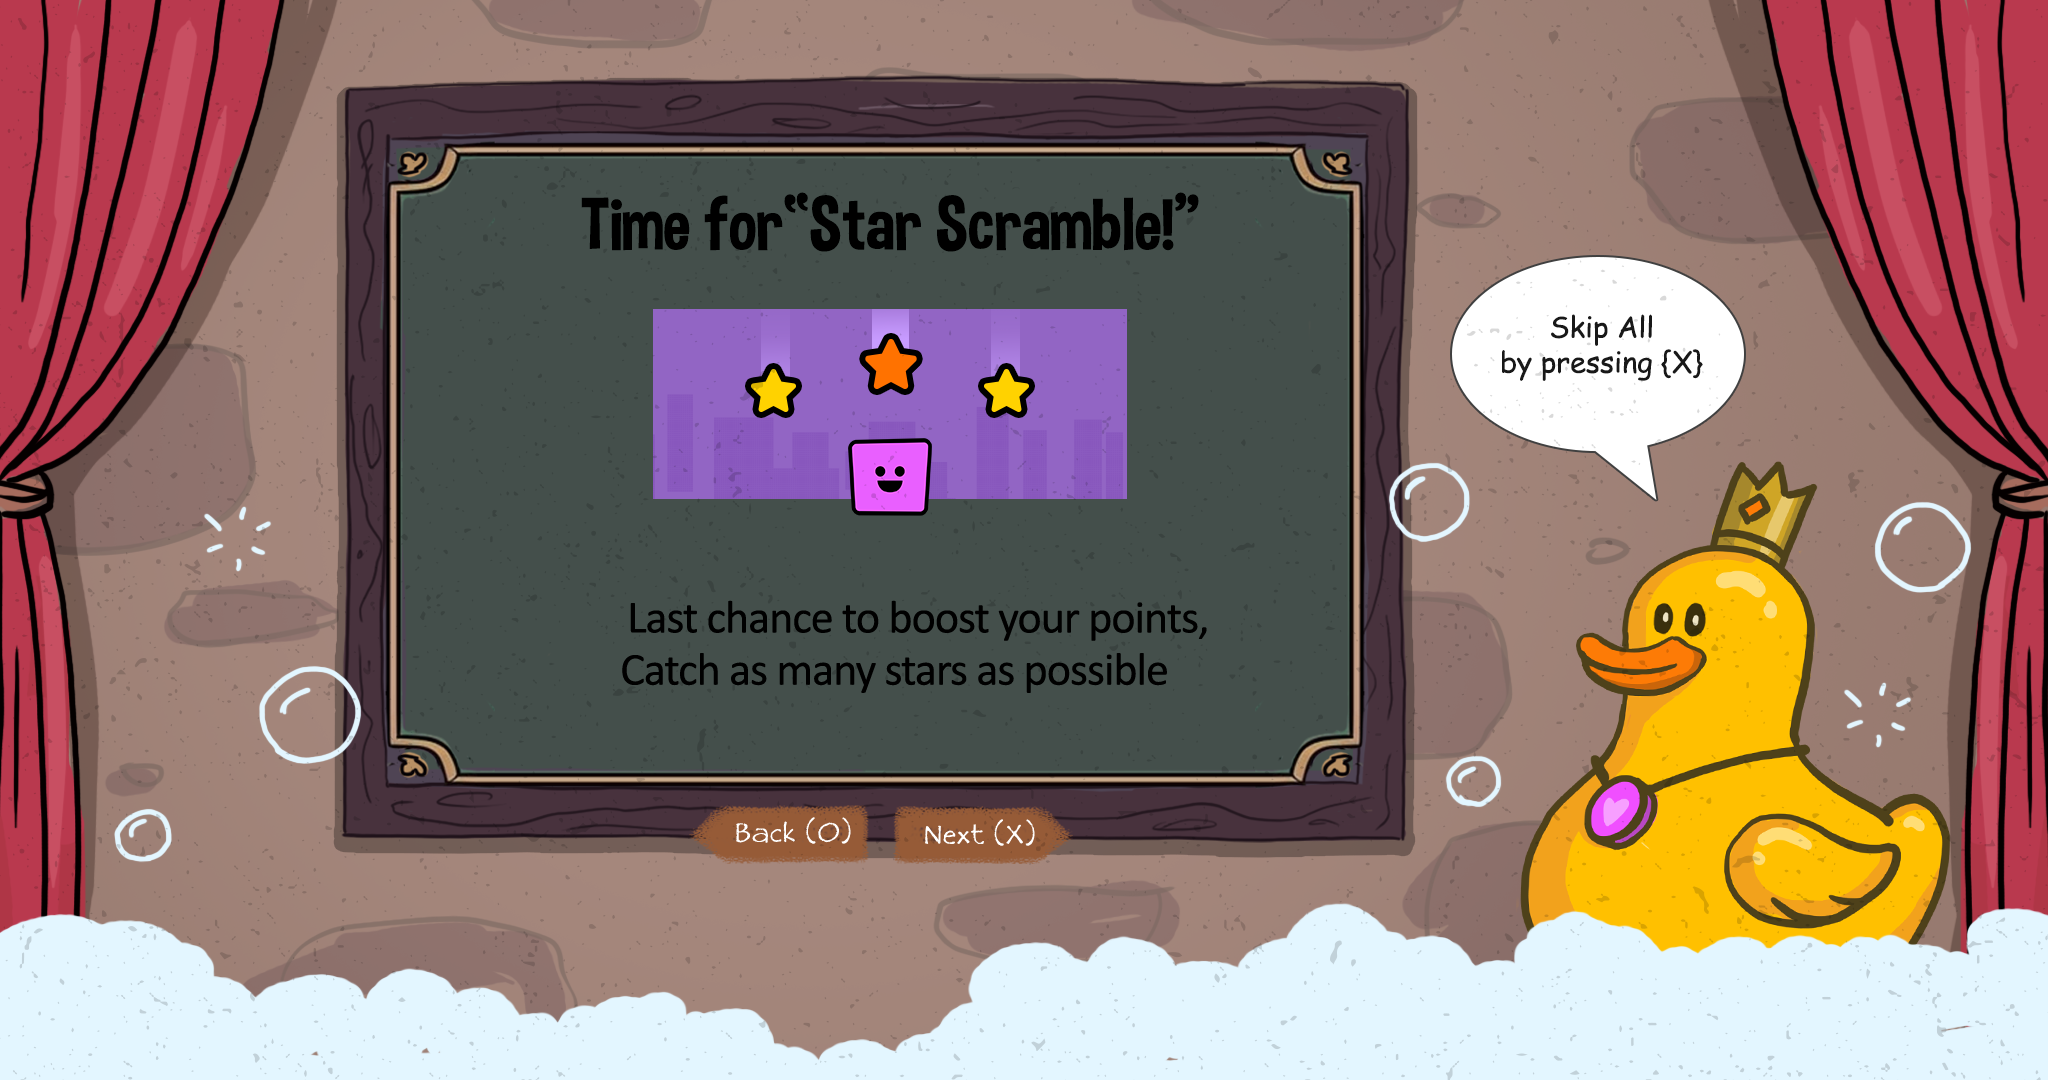 Time for “Star Scramble!”
Skip All
by pressing {X}
Last chance to boost your points,
Catch as many stars as possible
Back (O)
Next (X)